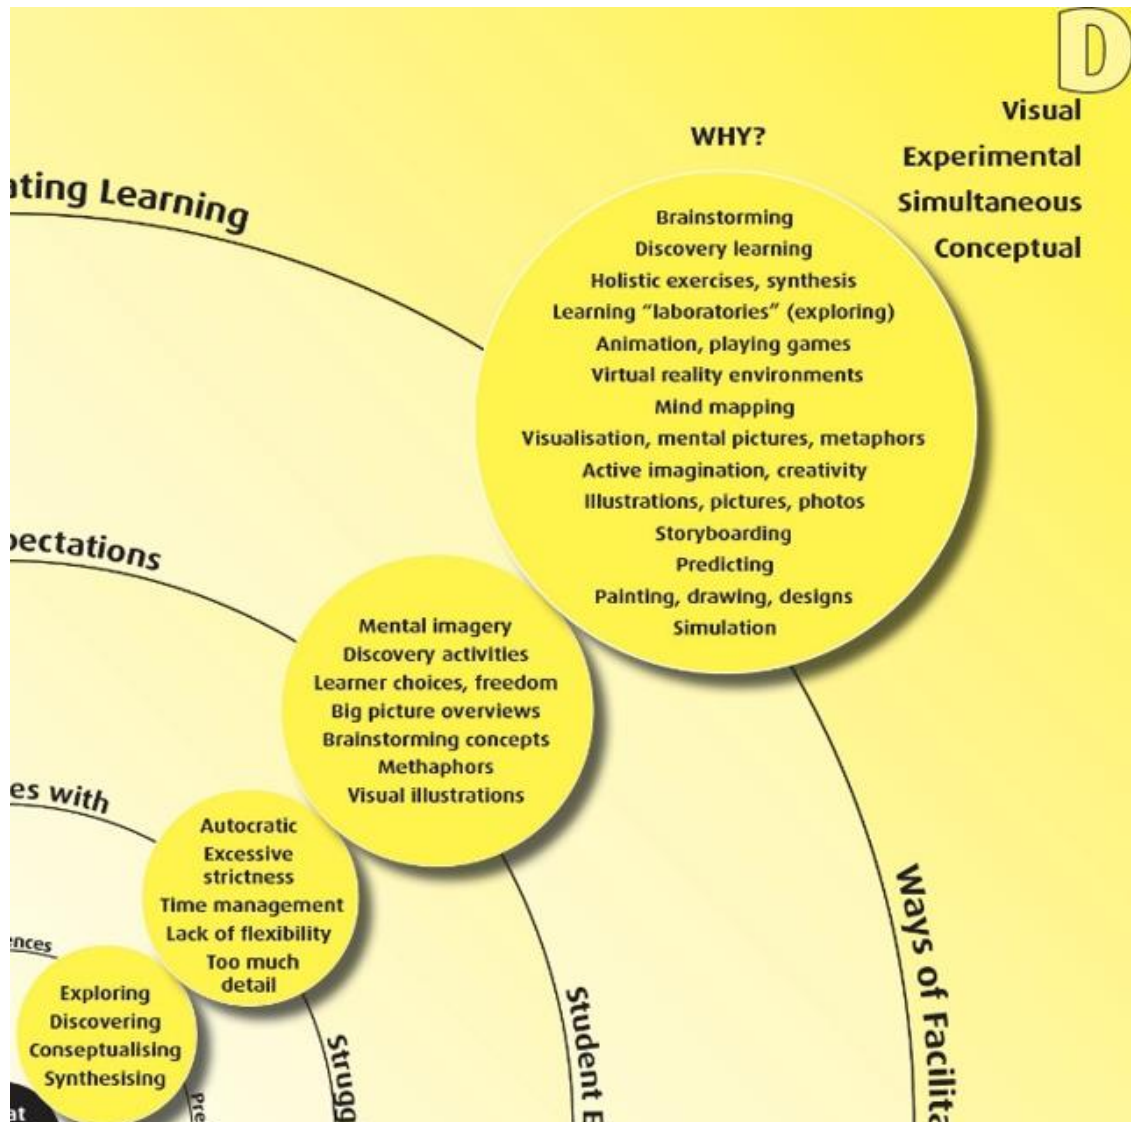 D
Visual
Experimental
Simultaneous
Conceptual
WHY?
Brainstorming
Discovery learning
Holistic exercises, synthesis
Learning “laboratories” (exploring)
Animation, playing games
Virtual reality environments
Mind mapping
Visualisation, mental pictures, metaphors
Active imagination, creativity
Illustrations, pictures, photos
Storyboarding
Predicting
Painting, drawing, designs
Simulation
ating Learning
pectations
Mental imagery
Discovery activities
Learner choices, freedom
Big picture overviews
Brainstorming concepts
Methaphors
Visual illustrations
es with
Autocratic
Excessive
strictness
Time management
Lack of flexibility
Too much
detail
ences
Exploring
Discovering
Conseptualising
Synthesising
at
Pre
Strugg
Student E
Ways of Facilita